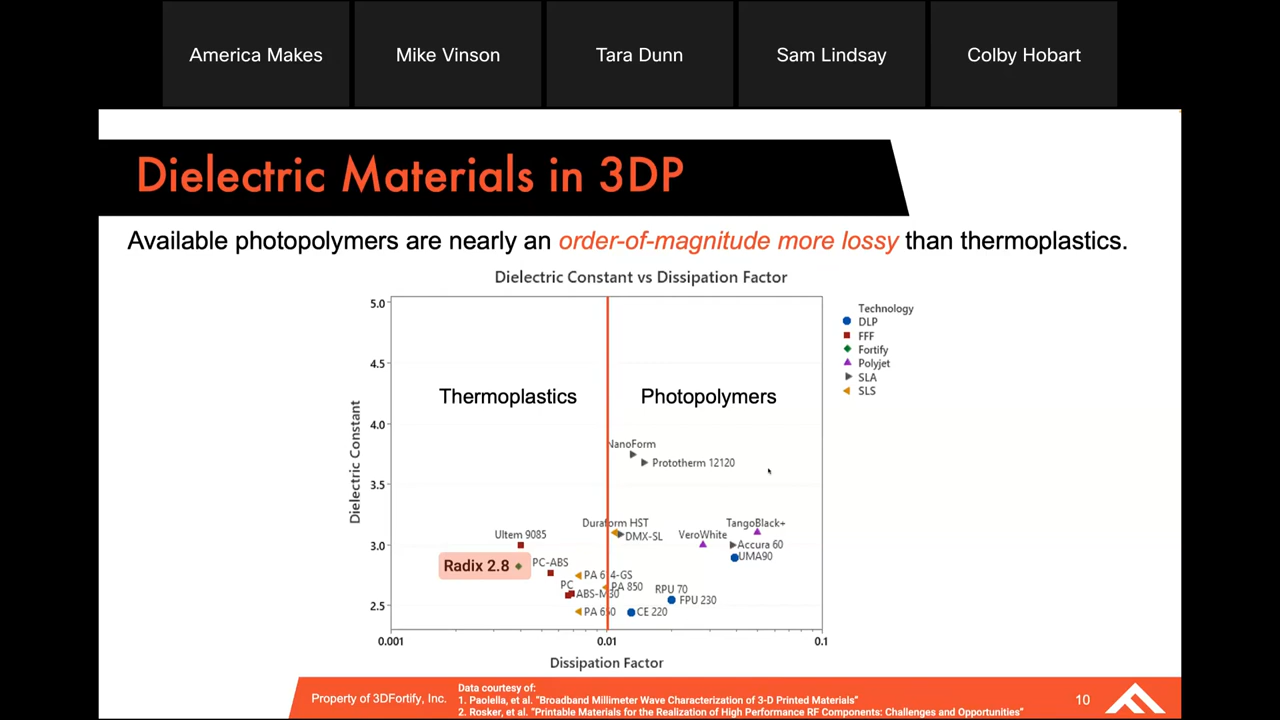 America Makes
Mike Vinson
Tara Dunn
Sam Lindsay
Colby Hobart
Dielectric Materials in 3DP
Available photopolymers are nearly an order-of-magnitude more lossy than thermoplastics.
Dielectric Constant vs Dissipation Factor
Technology
DLP
FFF
Fortify
Polyjet
SLA
SLS
Dielectric Constant
5.0
4.5
4.0
3.5
3.0
2.5
Thermoplastics
Photopolymers
NanoForm
Prototherm 12120
Duraform HST
DMX-SL
Ultem 9085
VeroWhite
TangoBlack+
Accura 60
UMA90
Radix 2.8
PC-ABS
PC
ABS-M30
PA 614-GS
PA 850
PA 650
CE 220
RPU 70
FPU 230
0.001
0.01
0.1
Dissipation Factor
Property of 3DFortify, Inc.
Data courtesy of:
1. Paolella, et al. "Broadband Millimeter Wave Characterization of 3-D Printed Materials"
2. Rosker, et al. "Printable Materials for the Realization of High Performance RF Components: Challenges and Opportunities"
10